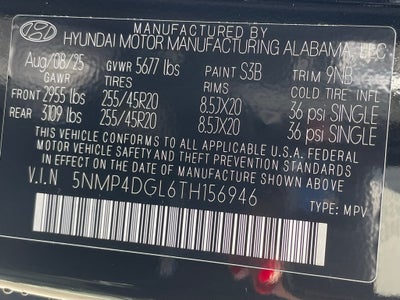 MANUFACTURED BY
HYUNDAI MOTOR MANUFACTURING ALABAMA, LLC
Aug/08/25 GVWR 5677 lbs PAINT S3B TRIM 9NB
GAWR TIRES RIMS COLD TIRE INFL
FRONT 2955 lbs 255/45R20 8.5JX20 36 psi SINGLE
REAR 3109 lbs 255/45R20 8.5JX20 36 psi SINGLE
THIS VEHICLE CONFORMS TO ALL APPLICABLE U.S.A. FEDERAL
MOTOR VEHICLE SAFETY AND THEFT PREVENTION STANDARDS
IN EFFECT ON THE DATE OF MANUFACTURE SHOWN ABOVE.
V.I.N 5NMP4DGL6TH156946
TYPE: MPV